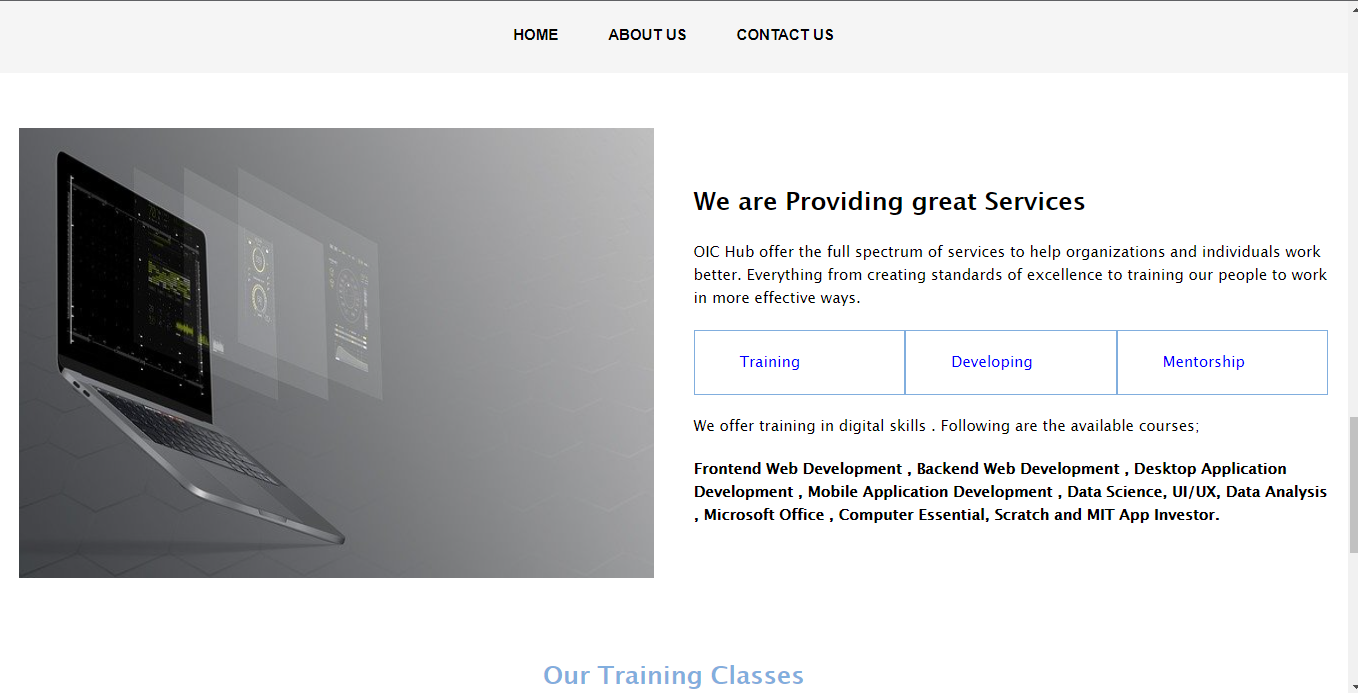 HOME ABOUT US CONTACT US
We are Providing great Services
OIC Hub offer the full spectrum of services to help organizations and individuals work
better. Everything from creating standards of excellence to training our people to work
in more effective ways.
Training Developing Mentorship
We offer training in digital skills . Following are the available courses;
Frontend Web Development , Backend Web Development , Desktop Application
Development , Mobile Application Development , Data Science, UI/UX, Data Analysis
, Microsoft Office , Computer Essential, Scratch and MIT App Investor.
Our Training Classes